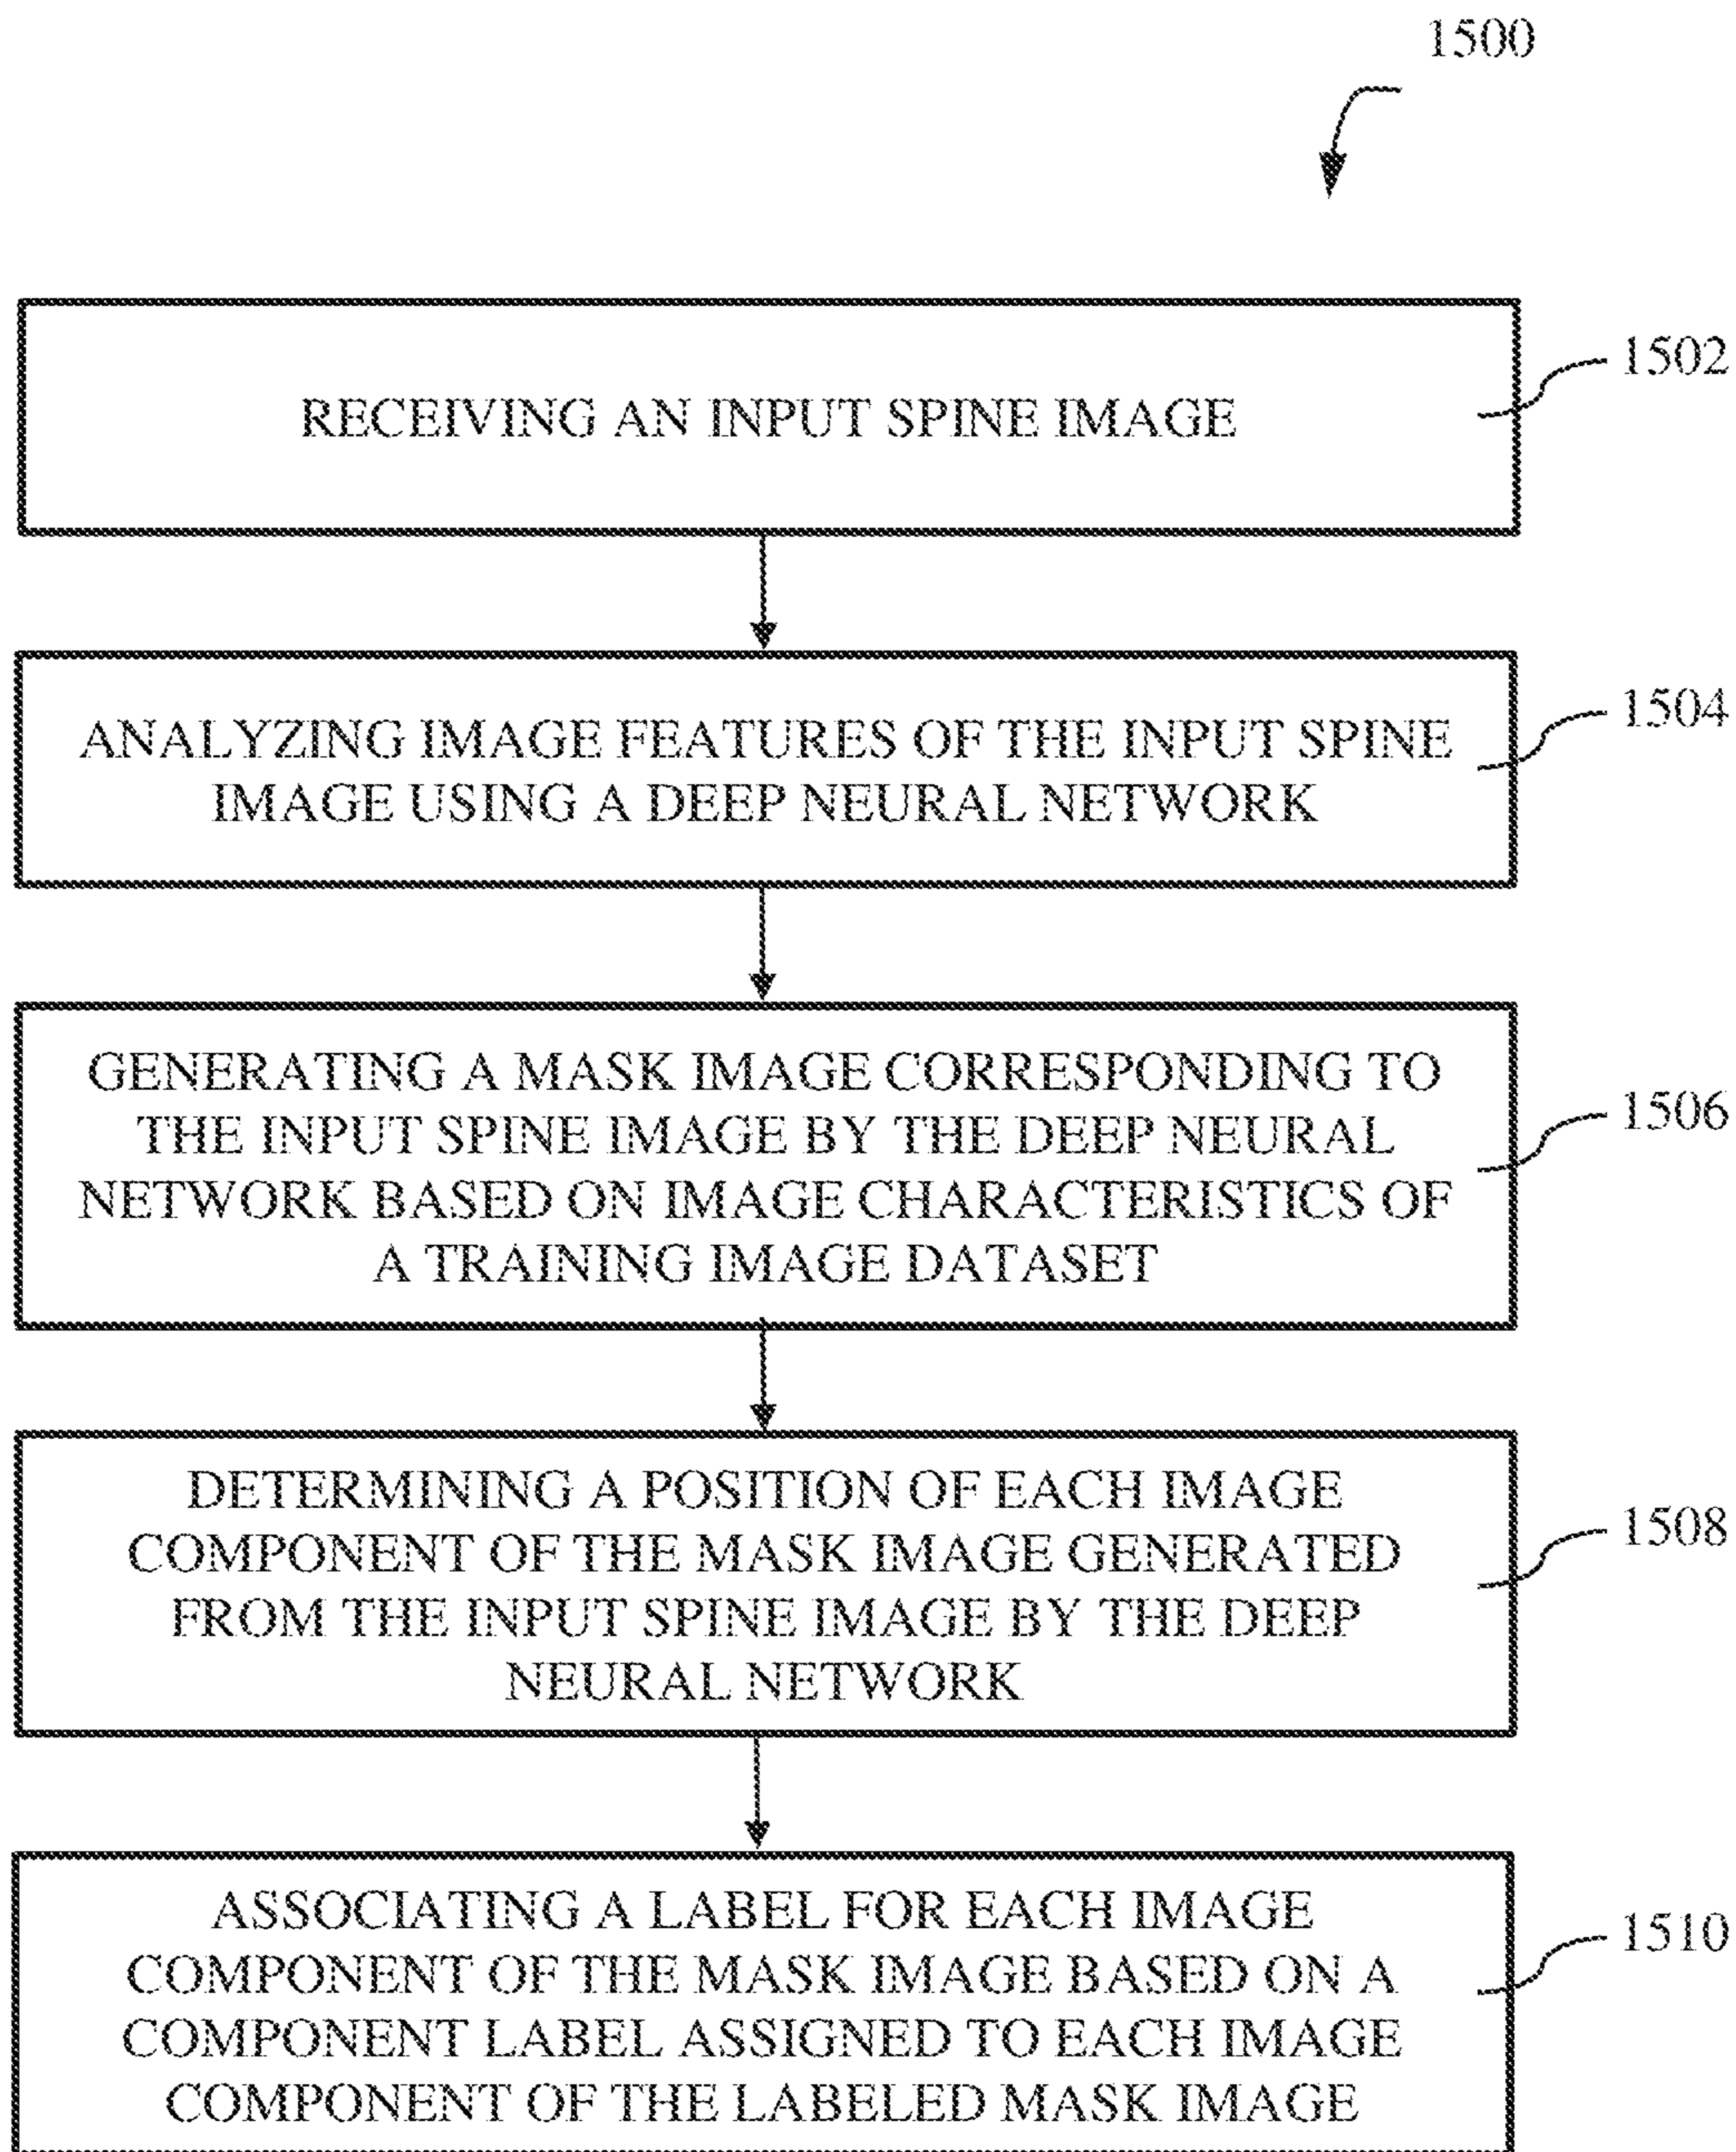 1500
RECEIVING AN INPUT SPINE IMAGE
1502
ANALYZING IMAGE FEATURES OF THE INPUT SPINE
IMAGE USING A DEEP NEURAL NETWORK
1504
GENERATING A MASK IMAGE CORRESPONDING TO
THE INPUT SPINE IMAGE BY THE DEEP NEURAL
NETWORK BASED ON IMAGE CHARACTERISTICS OF
A TRAINING IMAGE DATASET
1506
DETERMINING A POSITION OF EACH IMAGE
COMPONENT OF THE MASK IMAGE GENERATED
FROM THE INPUT SPINE IMAGE BY THE DEEP
NEURAL NETWORK
1508
ASSOCIATING A LABEL FOR EACH IMAGE
COMPONENT OF THE MASK IMAGE BASED ON A
COMPONENT LABEL ASSIGNED TO EACH IMAGE
COMPONENT OF THE LABELED MASK IMAGE
1510